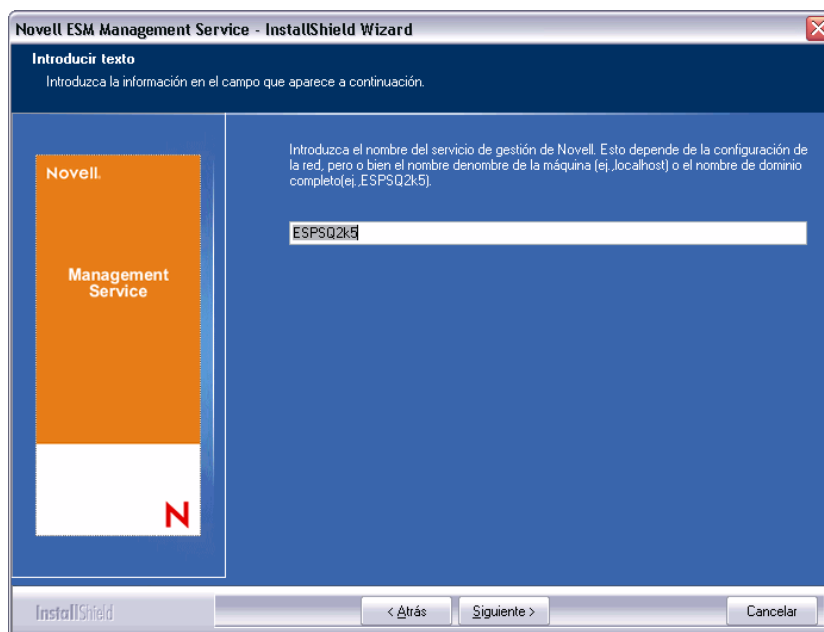 Novell ESM Management Service - InstallShield Wizard
Introducir texto
Introduzca la información en el campo que aparece a continuación.
Novell.
Management
Service
N
Introduzca el nombre del servicio de gestión de Novell. Esto depende de la configuración de
la red, pero o bien el nombre denombre de la máquina (ej.,localhost) o el nombre de dominio
completo(ej.,ESPSQ2k5).
ESPSQ2k5
InstallShield
< Atrás
Siguiente >
Cancelar